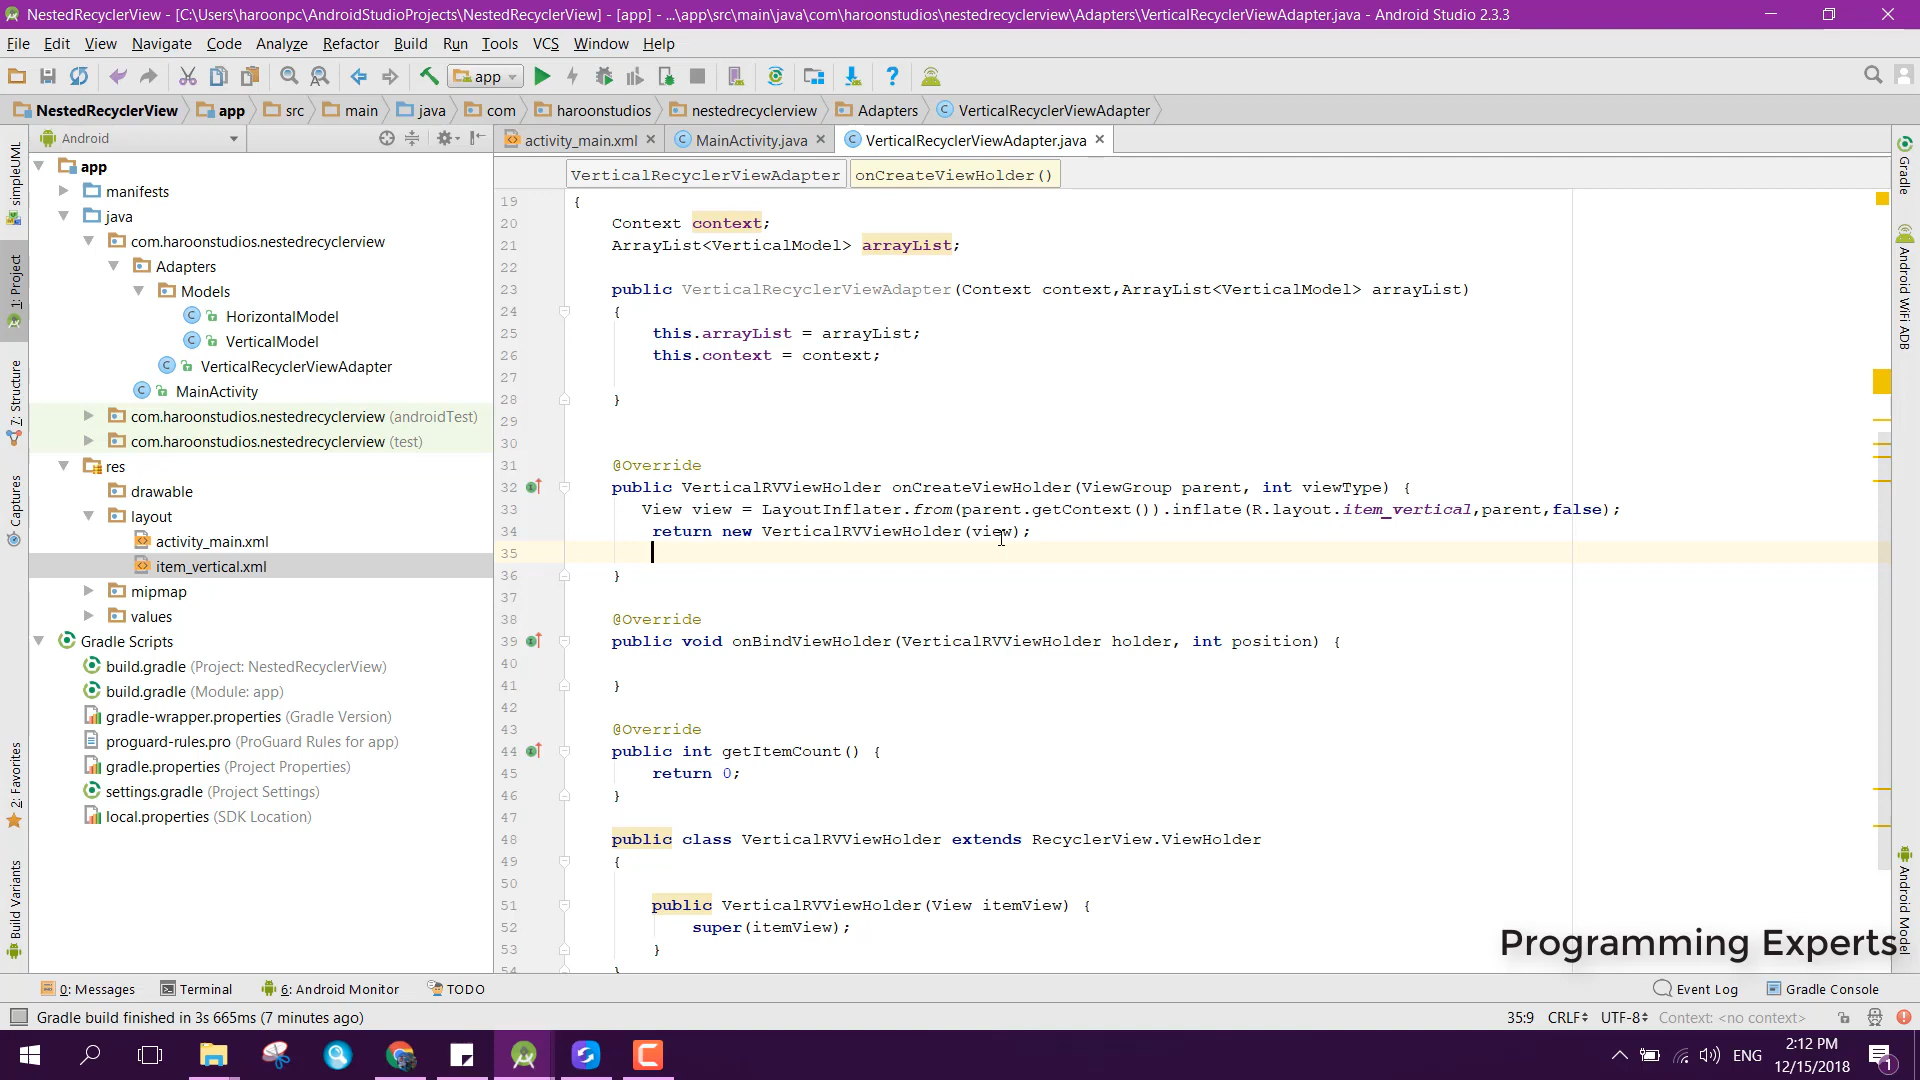 NestedRecyclerView - [C:\Users\haroonpc\AndroidStudioProjects\NestedRecyclerView] - [app] - ...\app\src\main\java\com\haroonstudios\nestedrecyclerview\Adapters\VerticalRecyclerViewAdapter.java - Android Studio 2.3.3
File Edit View Navigate Code Analyze Refactor Build Run Tools VCS Window Help
app
NestedRecyclerView app src main java com haroonstudios nestedrecyclerview Adapters VerticalRecyclerViewAdapter
Android
activity_main.xml MainActivity.java VerticalRecyclerViewAdapter.java
VerticalRecyclerViewAdapter onCreateViewHolder()
simpleUML
1: Project
7: Structure
Captures
2: Favorites
Build Variants
app
manifests
java
com.haroonstudios.nestedrecyclerview
Adapters
Models
HorizontalModel
VerticalModel
VerticalRecyclerViewAdapter
MainActivity
com.haroonstudios.nestedrecyclerview (androidTest)
com.haroonstudios.nestedrecyclerview (test)
res
drawable
layout
activity_main.xml
item_vertical.xml
mipmap
values
Gradle Scripts
build.gradle (Project: NestedRecyclerView)
build.gradle (Module: app)
gradle-wrapper.properties (Gradle Version)
proguard-rules.pro (ProGuard Rules for app)
gradle.properties (Project Properties)
settings.gradle (Project Settings)
local.properties (SDK Location)
19 {
20 Context context;
21 ArrayList<VerticalModel> arrayList;
22
23 public VerticalRecyclerViewAdapter(Context context,ArrayList<VerticalModel> arrayList)
24 {
25 this.arrayList = arrayList;
26 this.context = context;
27
28 }
29
30
31 @Override
32 public VerticalRVViewHolder onCreateViewHolder(ViewGroup parent, int viewType) {
33 View view = LayoutInflater.from(parent.getContext()).inflate(R.layout.item_vertical,parent,false);
34 return new VerticalRVViewHolder(view);
35
36 }
37
38 @Override
39 public void onBindViewHolder(VerticalRVViewHolder holder, int position) {
40
41 }
42
43 @Override
44 public int getItemCount() {
45 return 0;
46 }
47
48 public class VerticalRVViewHolder extends RecyclerView.ViewHolder
49 {
50
51 public VerticalRVViewHolder(View itemView) {
52 super(itemView);
53 }
54 }
Gradle
Android WiFi ADB
Android Model
Programming Experts
0: Messages Terminal 6: Android Monitor TODO Event Log Gradle Console
Gradle build finished in 3s 665ms (7 minutes ago) 35:9 CRLF UTF-8 Context: <no context>
ENG 2:12 PM
12/15/2018
1